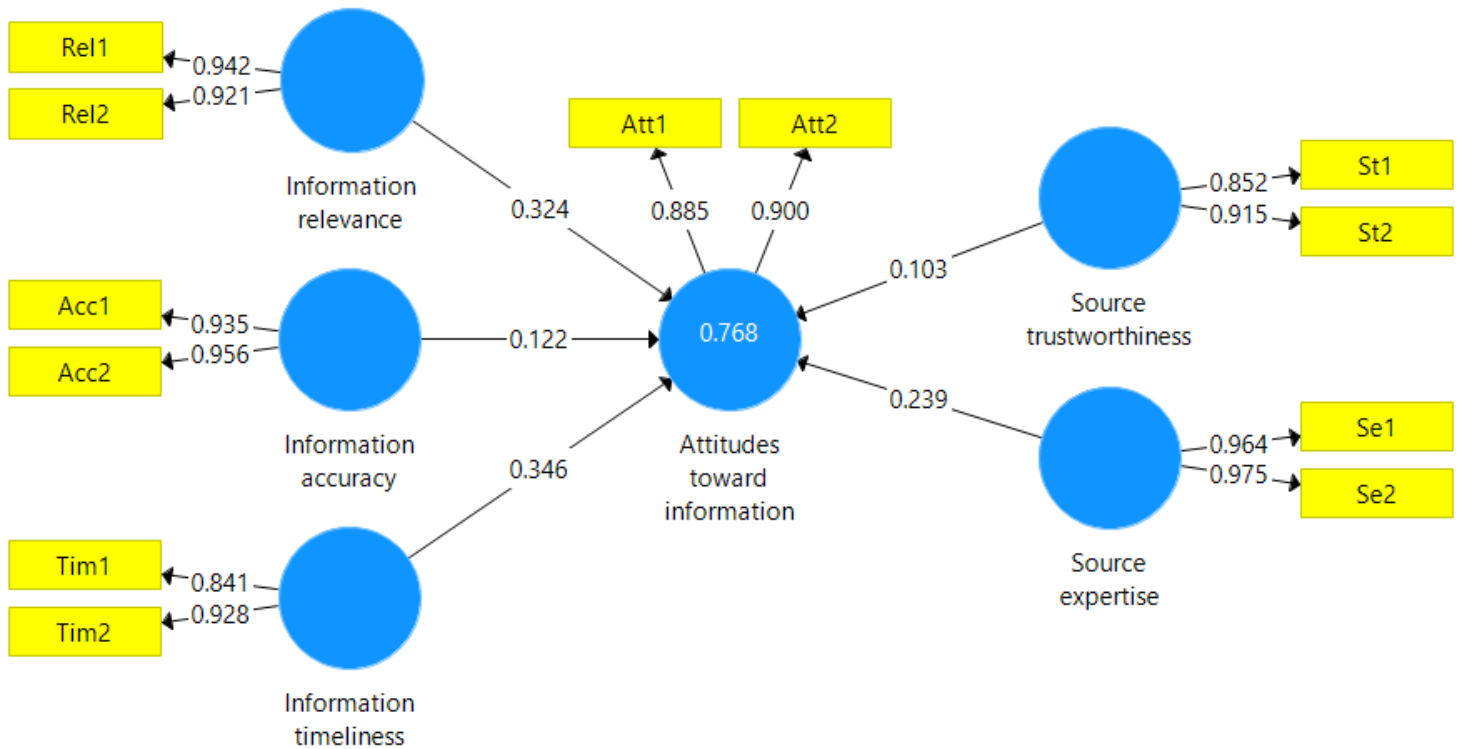 Rel1
0.942
Rel2
0.921
Information
relevance
0.324
Att1
Att2
0.885
0.900
St1
0.852
St2
0.915
Source
trustworthiness
0.103
Acc1
0.935
Acc2
0.956
Information
accuracy
0.122
0.768
Attitudes
toward
information
0.239
Se1
0.964
Se2
0.975
Source
expertise
0.346
Tim1
0.841
Tim2
0.928
Information
timeliness